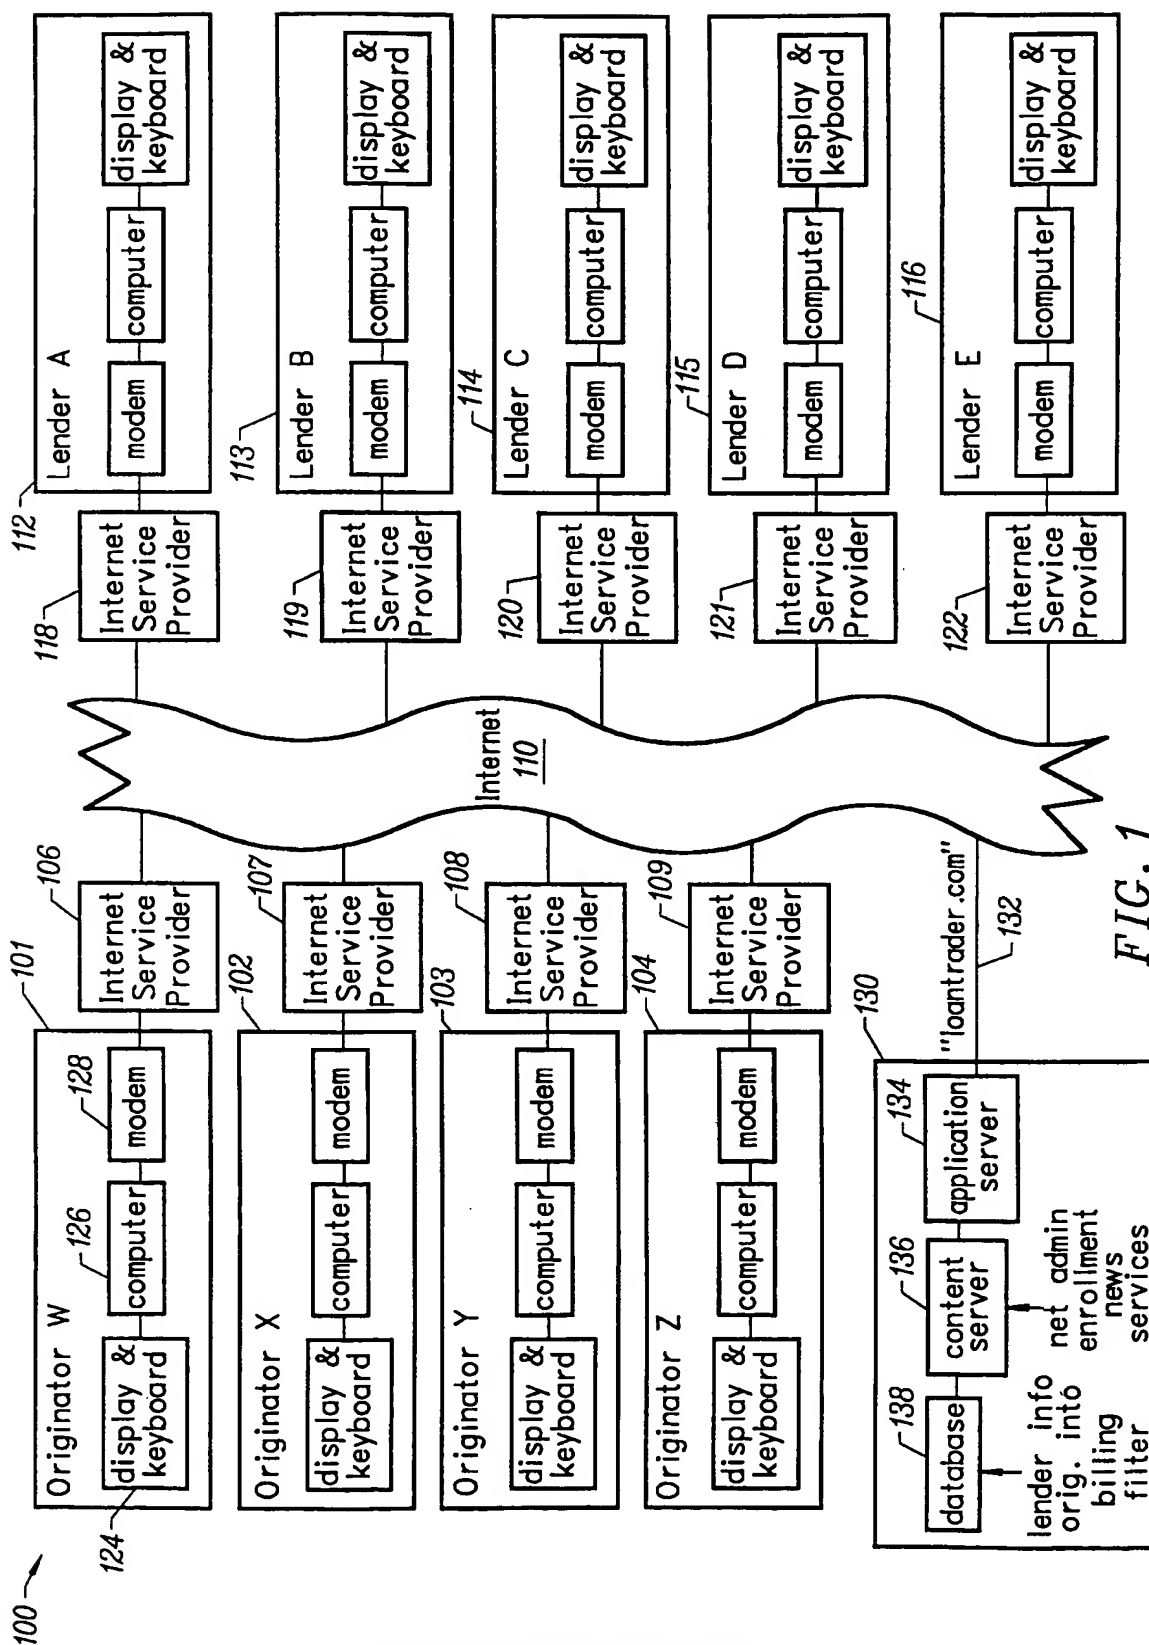 100
101
Originator W
124
display &
keyboard
126
computer
128
modem
106
Internet
Service
Provider
102
Originator X
display &
keyboard
computer
modem
107
Internet
Service
Provider
103
Originator Y
display &
keyboard
computer
modem
108
Internet
Service
Provider
104
Originator Z
display &
keyboard
computer
modem
109
Internet
Service
Provider
130
138
database
136
content
server
134
application
server
lender info
orig. into
billing
filter
net admin
enrollment
news
services
"loantrader.com"
132
Internet
110
118
Internet
Service
Provider
112
Lender A
modem
computer
display &
keyboard
119
Internet
Service
Provider
113
Lender B
modem
computer
display &
keyboard
120
Internet
Service
Provider
114
Lender C
modem
computer
display &
keyboard
121
Internet
Service
Provider
115
Lender D
modem
computer
display &
keyboard
122
Internet
Service
Provider
116
Lender E
modem
computer
display &
keyboard
FIG. 1